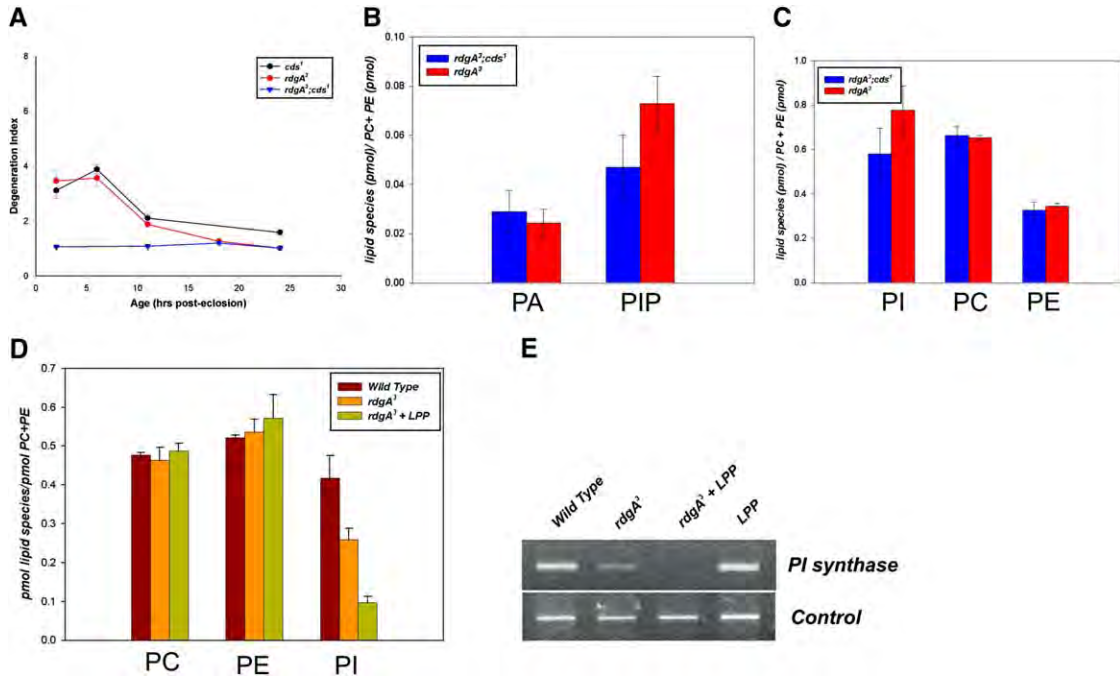 A
8
6
4
2
0
Degeneration Index
cds¹
rdgA³
rdgA³;cds¹
0 5 10 15 20 25 30
Age (hrs post-eclosion)
B
0.10
0.08
0.06
0.04
0.02
0.00
lipid species (pmol)/ PC+ PE (pmol)
rdgA³;cds¹
rdgA³
PA PIP
C
1.0
0.8
0.6
0.4
0.2
0.0
lipid species (pmol) / PC + PE (pmol)
rdgA³;cds¹
rdgA³
PI PC PE
D
0.7
0.6
0.5
0.4
0.3
0.2
0.1
0.0
pmol lipid species/pmol PC+PE
Wild Type
rdgA³
rdgA³ + LPP
PC PE PI
E
Wild Type
rdgA³
rdgA³ + LPP
LPP
PI synthase
Control